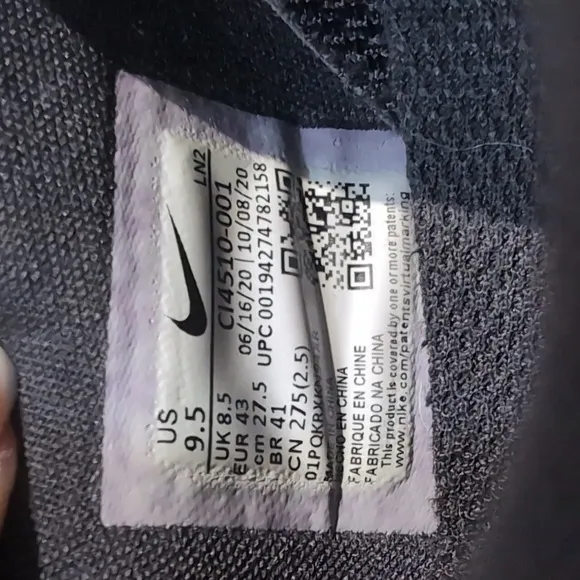 US
9.5
LN2
UK 8.5
CI4510-001
EUR 43
06/16/20 | 10/08/20
cm 27.5
UPC 00194274782158
BR 41
CN 275(2.5)
CHINA
HECHO EN CHINA
FABRIQUE EN CHINE
FABRICADO NA CHINA
This product is covered by one or more patents:
www.nike.com/patentsvirtualmarking